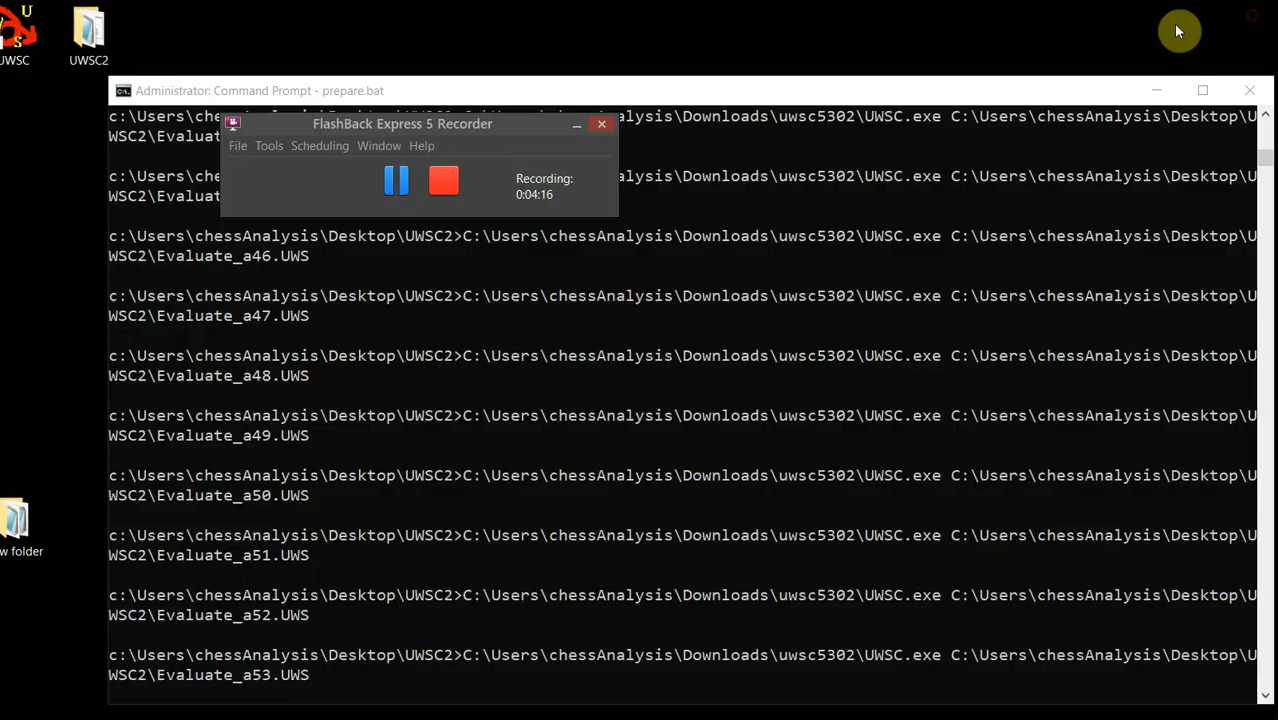 U
S
UWSC
UWSC2
Administrator: Command Prompt - prepare.bat
FlashBack Express 5 Recorder
File Tools Scheduling Window Help
Recording:
0:04:16
c:\Users\chessAnalysis\Downloads\uwsc5302\UWSC.exe C:\Users\chessAnalysis\Desktop\U
WSC2\Evaluate
WSC2\Evaluate
c:\Users\chessAnalysis\Desktop\UWSC2>C:\Users\chessAnalysis\Downloads\uwsc5302\UWSC.exe C:\Users\chessAnalysis\Desktop\U
WSC2\Evaluate_a46.UWS
c:\Users\chessAnalysis\Desktop\UWSC2>C:\Users\chessAnalysis\Downloads\uwsc5302\UWSC.exe C:\Users\chessAnalysis\Desktop\U
WSC2\Evaluate_a47.UWS
c:\Users\chessAnalysis\Desktop\UWSC2>C:\Users\chessAnalysis\Downloads\uwsc5302\UWSC.exe C:\Users\chessAnalysis\Desktop\U
WSC2\Evaluate_a48.UWS
c:\Users\chessAnalysis\Desktop\UWSC2>C:\Users\chessAnalysis\Downloads\uwsc5302\UWSC.exe C:\Users\chessAnalysis\Desktop\U
WSC2\Evaluate_a49.UWS
c:\Users\chessAnalysis\Desktop\UWSC2>C:\Users\chessAnalysis\Downloads\uwsc5302\UWSC.exe C:\Users\chessAnalysis\Desktop\U
WSC2\Evaluate_a50.UWS
c:\Users\chessAnalysis\Desktop\UWSC2>C:\Users\chessAnalysis\Downloads\uwsc5302\UWSC.exe C:\Users\chessAnalysis\Desktop\U
WSC2\Evaluate_a51.UWS
c:\Users\chessAnalysis\Desktop\UWSC2>C:\Users\chessAnalysis\Downloads\uwsc5302\UWSC.exe C:\Users\chessAnalysis\Desktop\U
WSC2\Evaluate_a52.UWS
c:\Users\chessAnalysis\Desktop\UWSC2>C:\Users\chessAnalysis\Downloads\uwsc5302\UWSC.exe C:\Users\chessAnalysis\Desktop\U
WSC2\Evaluate_a53.UWS
w folder